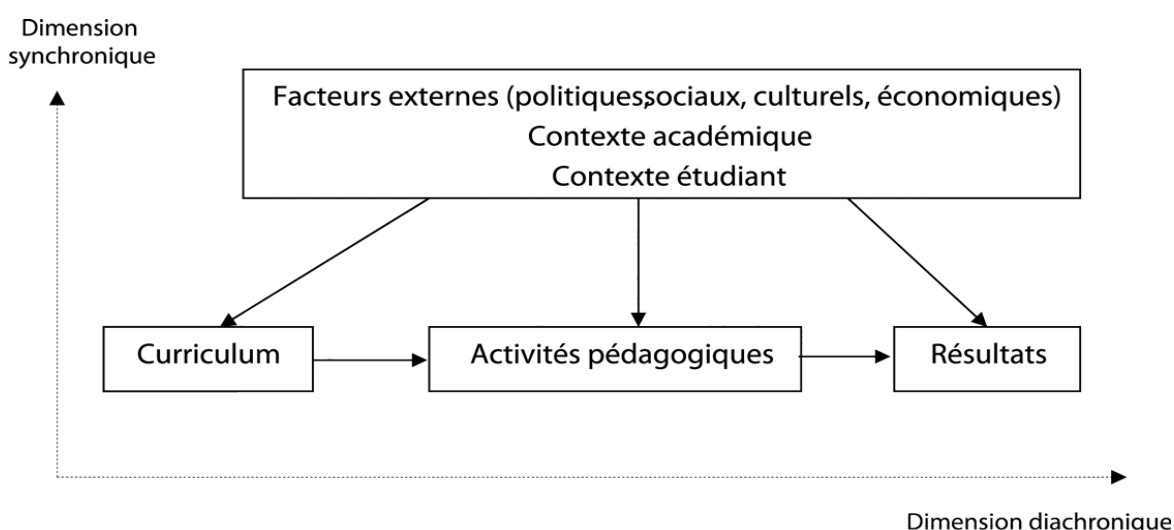 Dimension
synchronique
Facteurs externes (politiques,sociaux, culturels, économiques)
Contexte académique
Contexte étudiant
Curriculum
Activités pédagogiques
Résultats
Dimension diachronique